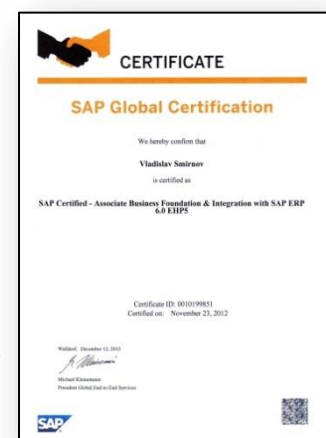 CERTIFICATE
SAP Global Certification
We hereby confirm that
Vladislav Smirnov
is certified as
SAP Certified - Associate Business Foundation & Integration with SAP ERP
6.0 EHP5
Certificate ID: 0010199851
Certified on: November 23, 2012
Walldorf, December 12, 2012
Michael Kleinemeier
President Global End-to-End Services
SAP